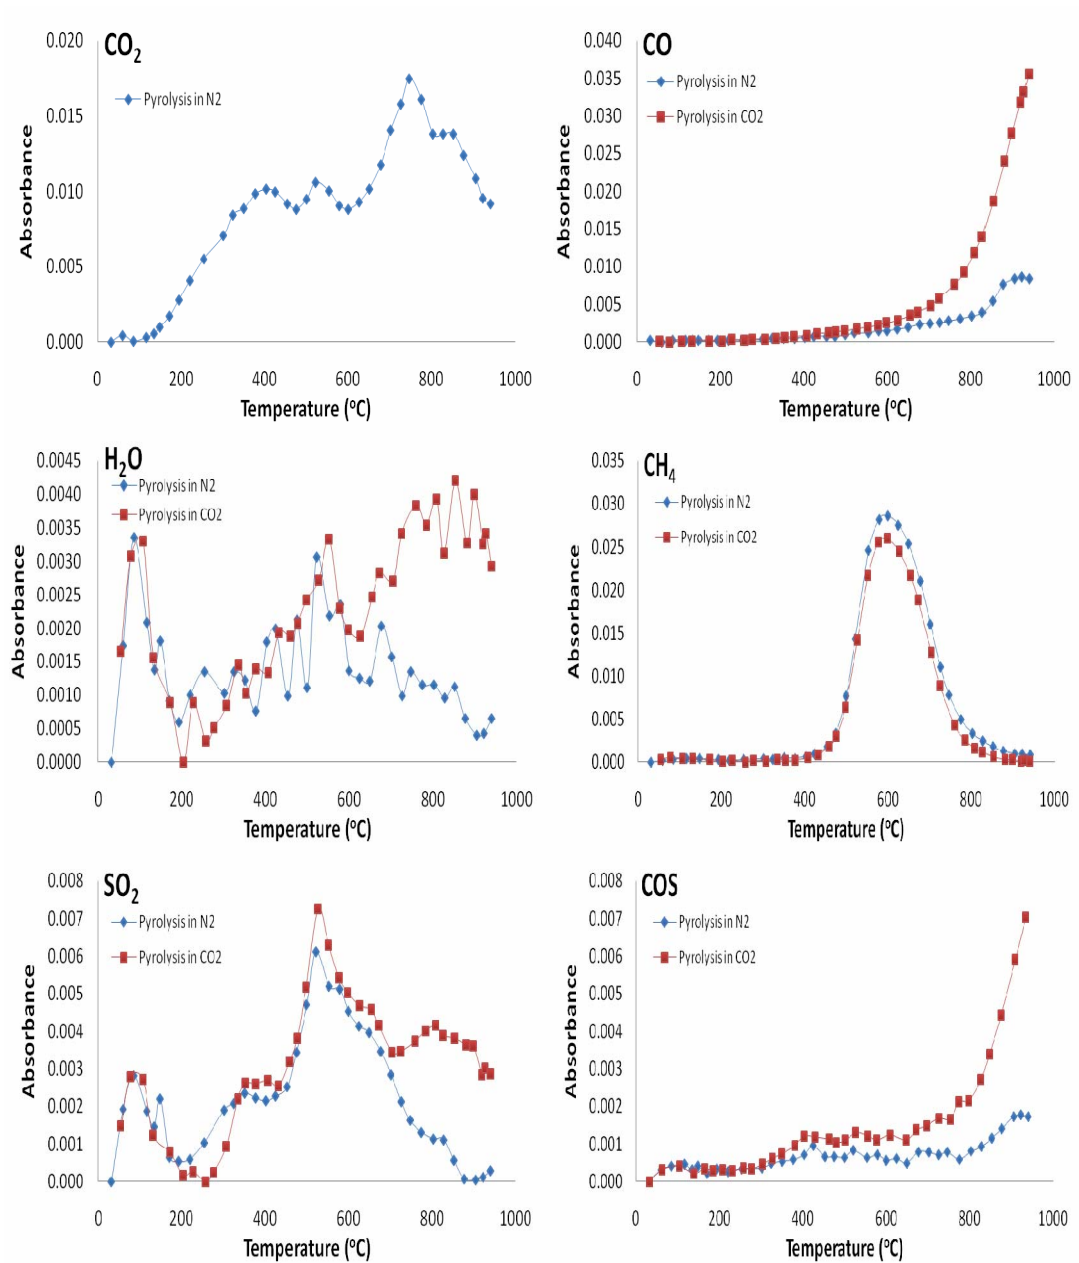 CO2
0.020
0.015
0.010
0.005
0.000
Absorbance
Pyrolysis in N2
0 200 400 600 800 1000
Temperature (°C)
CO
0.040
0.035
0.030
0.025
0.020
0.015
0.010
0.005
0.000
Absorbance
Pyrolysis in N2
Pyrolysis in CO2
0 200 400 600 800 1000
Temperature (°C)
H2O
0.0045
0.0040
0.0035
0.0030
0.0025
0.0020
0.0015
0.0010
0.0005
0.0000
Absorbance
Pyrolysis in N2
Pyrolysis in CO2
0 200 400 600 800 1000
Temperature (°C)
CH4
0.035
0.030
0.025
0.020
0.015
0.010
0.005
0.000
Absorbance
Pyrolysis in N2
Pyrolysis in CO2
0 200 400 600 800 1000
Temperature (°C)
SO2
0.008
0.007
0.006
0.005
0.004
0.003
0.002
0.001
0.000
Absorbance
Pyrolysis in N2
Pyrolysis in CO2
0 200 400 600 800 1000
Temperature (°C)
COS
0.008
0.007
0.006
0.005
0.004
0.003
0.002
0.001
0.000
Absorbance
Pyrolysis in N2
Pyrolysis in CO2
0 200 400 600 800 1000
Temperature (°C)